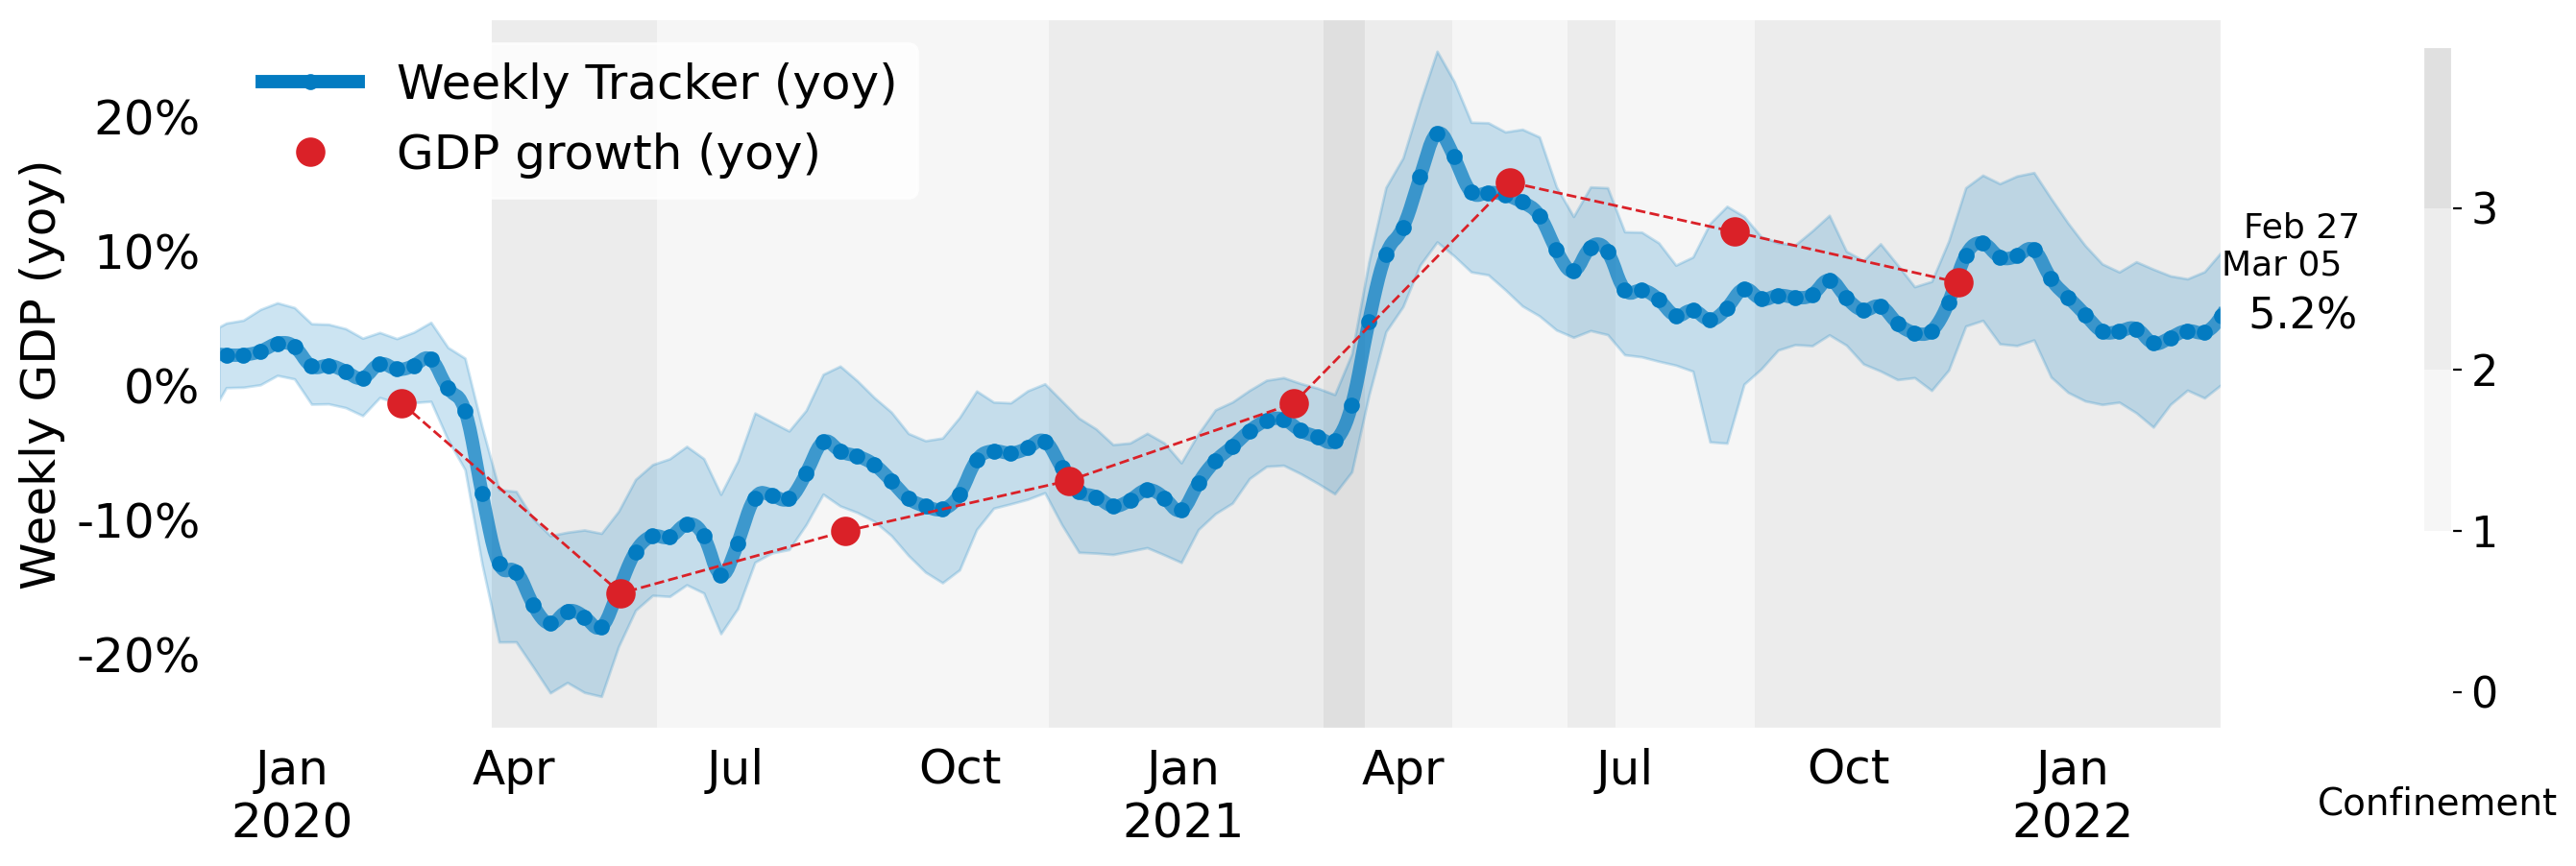 Weekly Tracker (yoy)
GDP growth (yoy)
Weekly GDP (yoy)
20%
10%
0%
-10%
-20%
Jan
2020
Apr
Jul
Oct
Jan
2021
Apr
Jul
Oct
Jan
2022
Feb 27
Mar 05
5.2%
3
2
1
0
Confinement